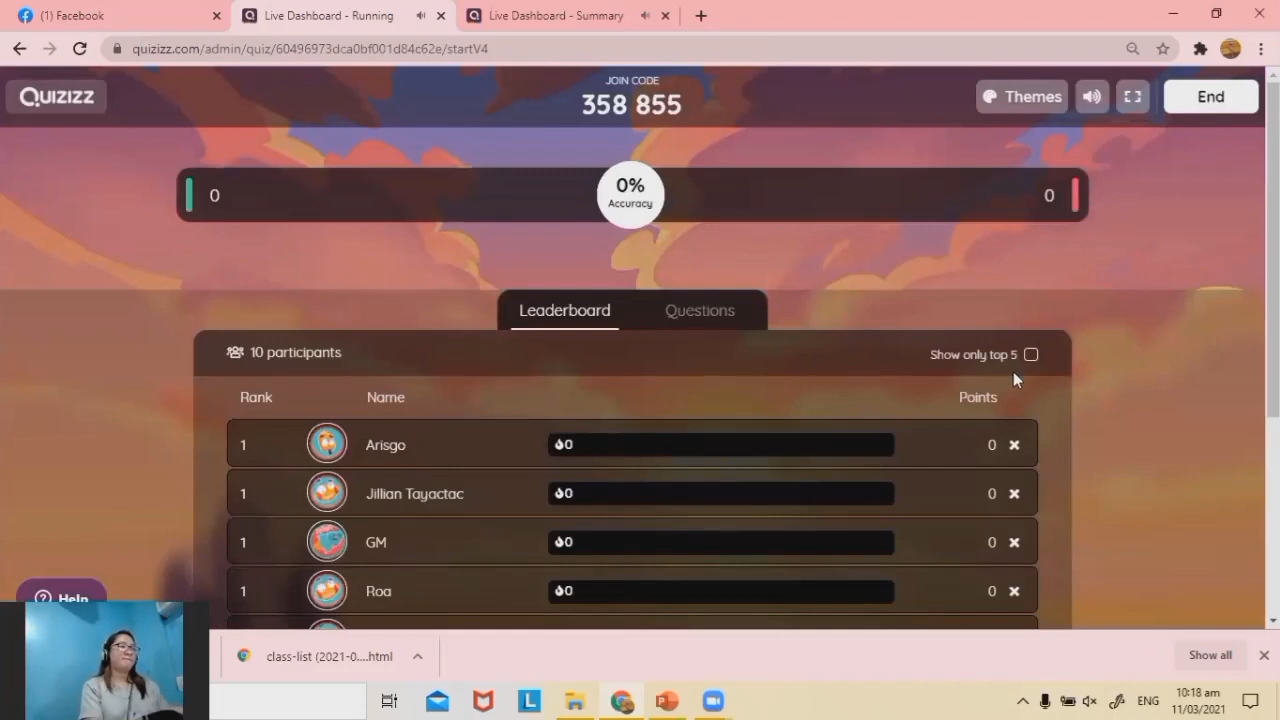 (1) Facebook
Live Dashboard - Running
Live Dashboard - Summary
quizizz.com/admin/quiz/60496973dca0bf001d84c62e/startV4
QUIZIZZ
JOIN CODE
358 855
Themes
End
0
0%
Accuracy
0
Leaderboard
Questions
10 participants
Show only top 5
Rank
Name
Points
1 Arisgo 0 0
1 Jillian Tayactac 0 0
1 GM 0 0
1 Roa 0 0
Help
class-list (2021-0....html
Show all
ENG
10:18 am
11/03/2021